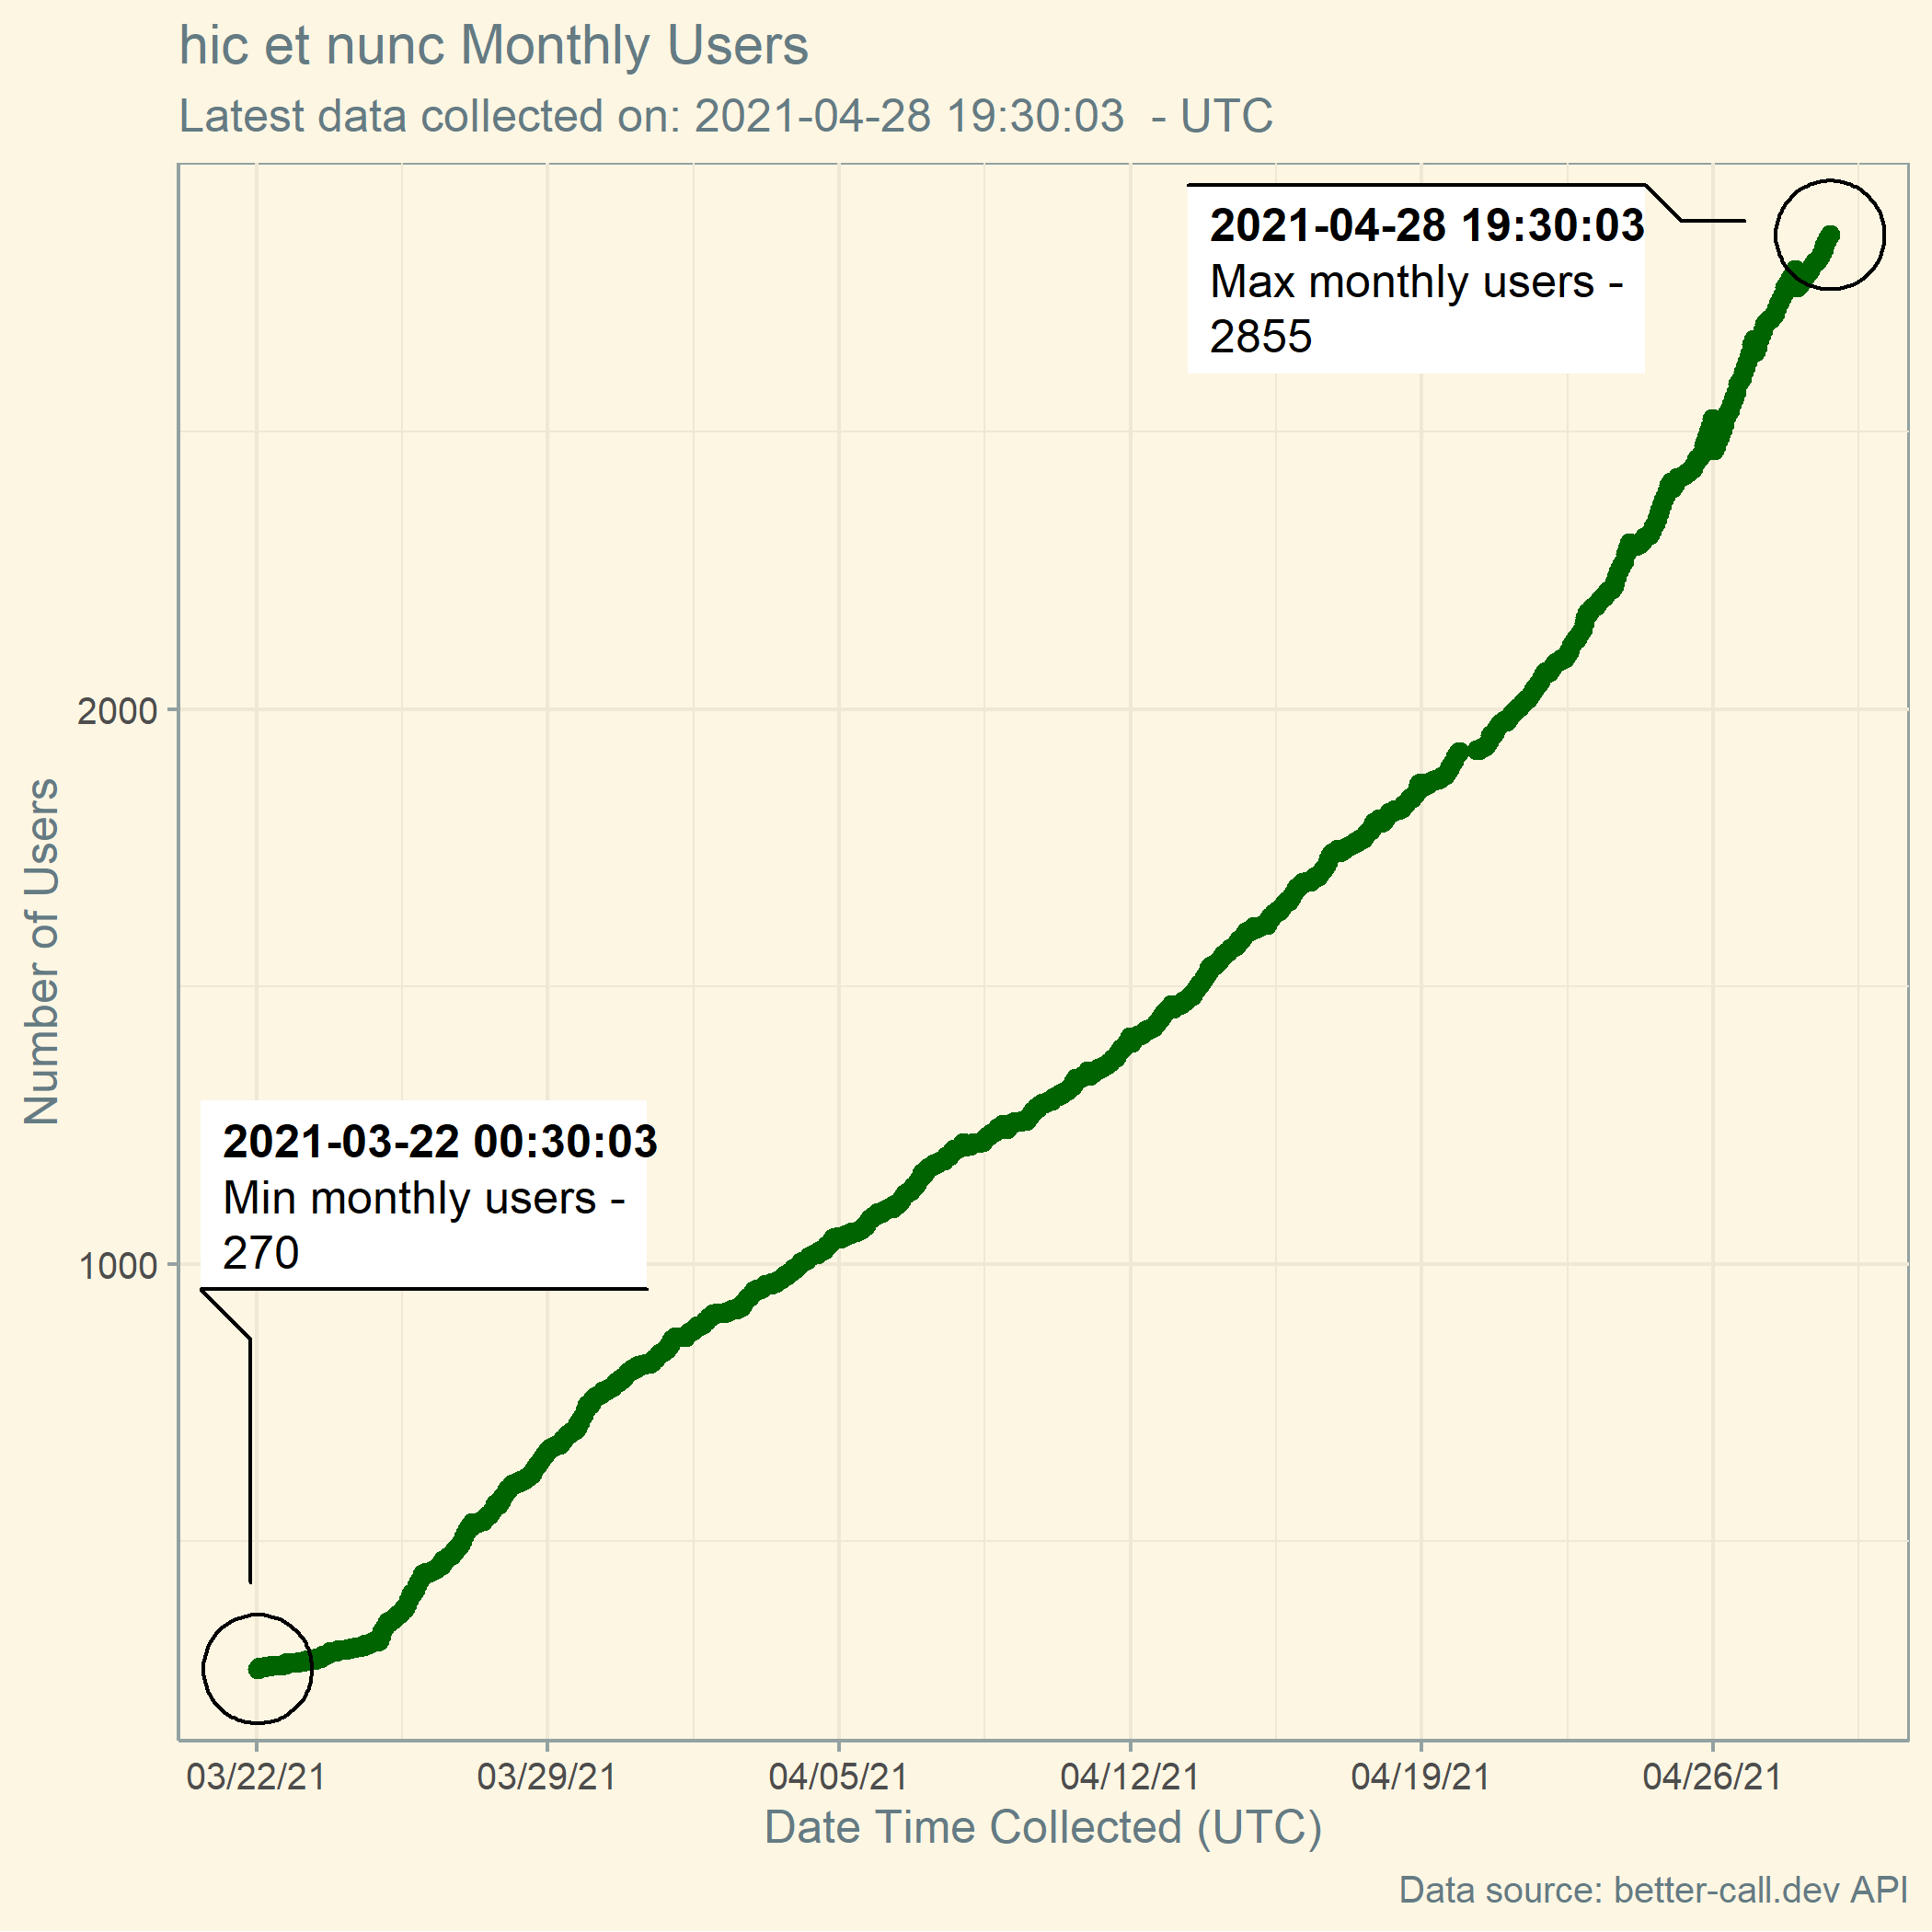 hic et nunc Monthly Users
Latest data collected on: 2021-04-28 19:30:03  - UTC
2021-04-28 19:30:03
Max monthly users -
2855
2021-03-22 00:30:03
Min monthly users -
270
Number of Users
2000
1000
03/22/21 03/29/21 04/05/21 04/12/21 04/19/21 04/26/21
Date Time Collected (UTC)
Data source: better-call.dev API